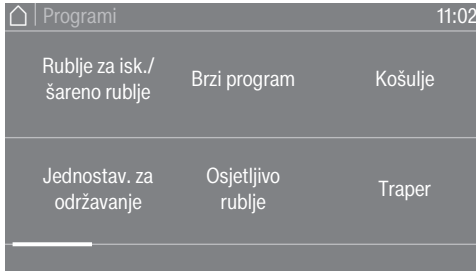 Programi 11:02
Rublje za isk./
šareno rublje
Brzi program
Košulje
Jednostav. za
održavanje
Osjetljivo
rublje
Traper